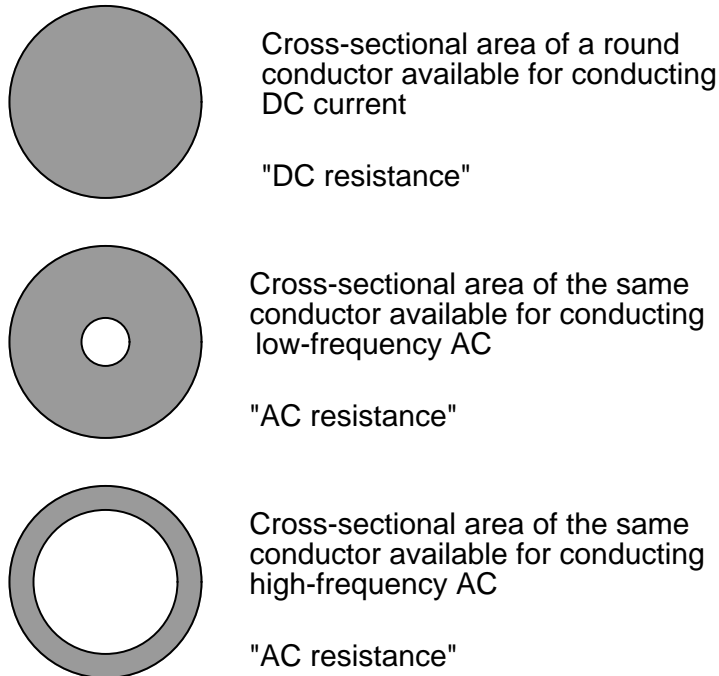 Cross-sectional area of a round
conductor available for conducting
DC current
"DC resistance"
Cross-sectional area of the same
conductor available for conducting
low-frequency AC
"AC resistance"
Cross-sectional area of the same
conductor available for conducting
high-frequency AC
"AC resistance"